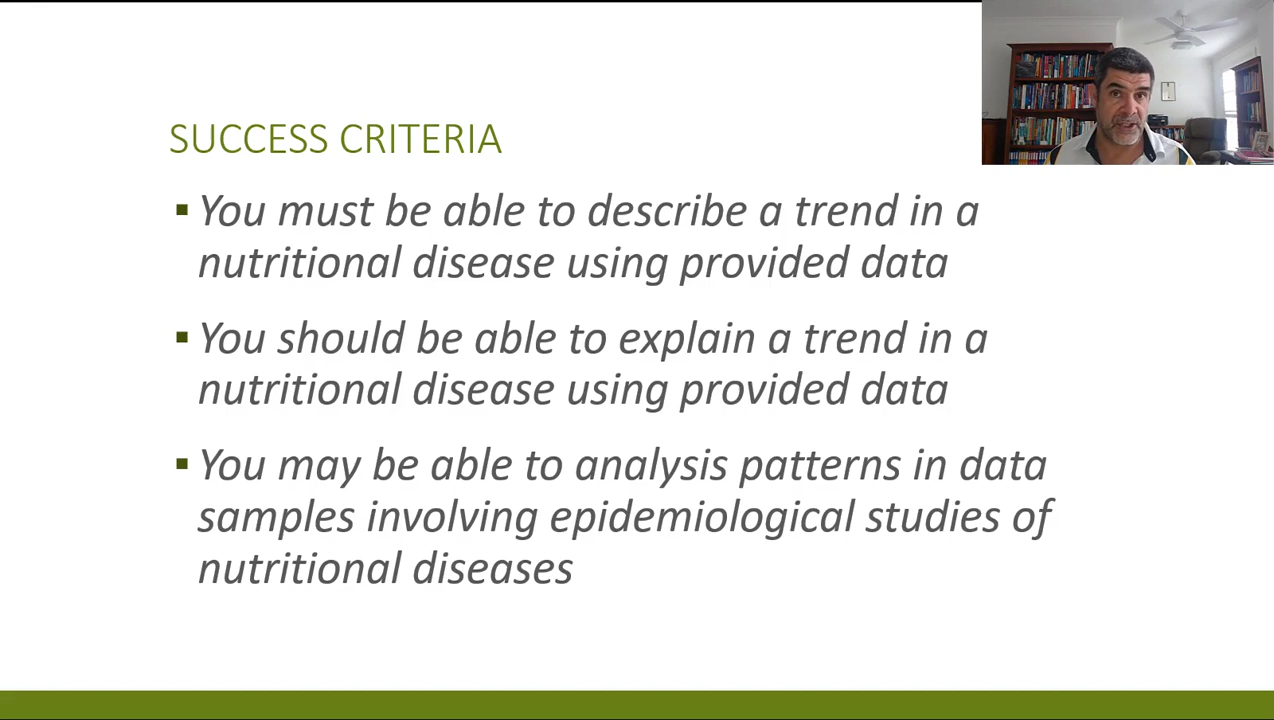 SUCCESS CRITERIA
▪ You must be able to describe a trend in a
nutritional disease using provided data
▪ You should be able to explain a trend in a
nutritional disease using provided data
▪ You may be able to analysis patterns in data
samples involving epidemiological studies of
nutritional diseases